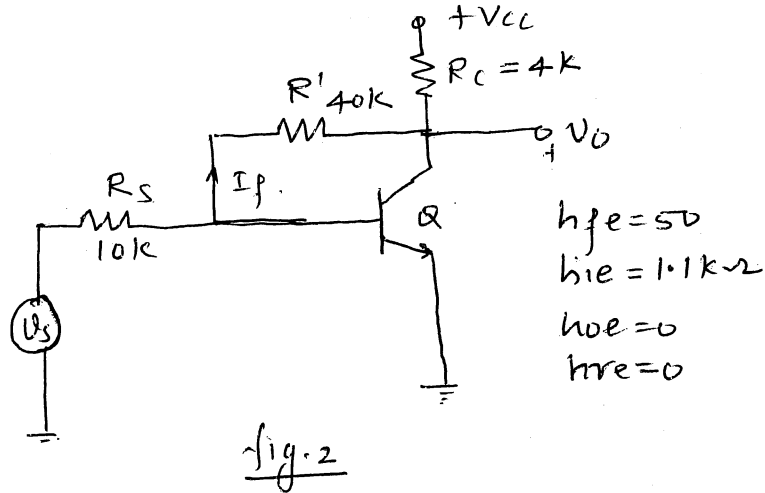 +Vcc
Rc = 4k
R' 40k
Vo
+
If.
Rs
10k
Q
hfe = 50
hie = 1.1kΩ
hoe = 0
hre = 0
Vs
fig. 2